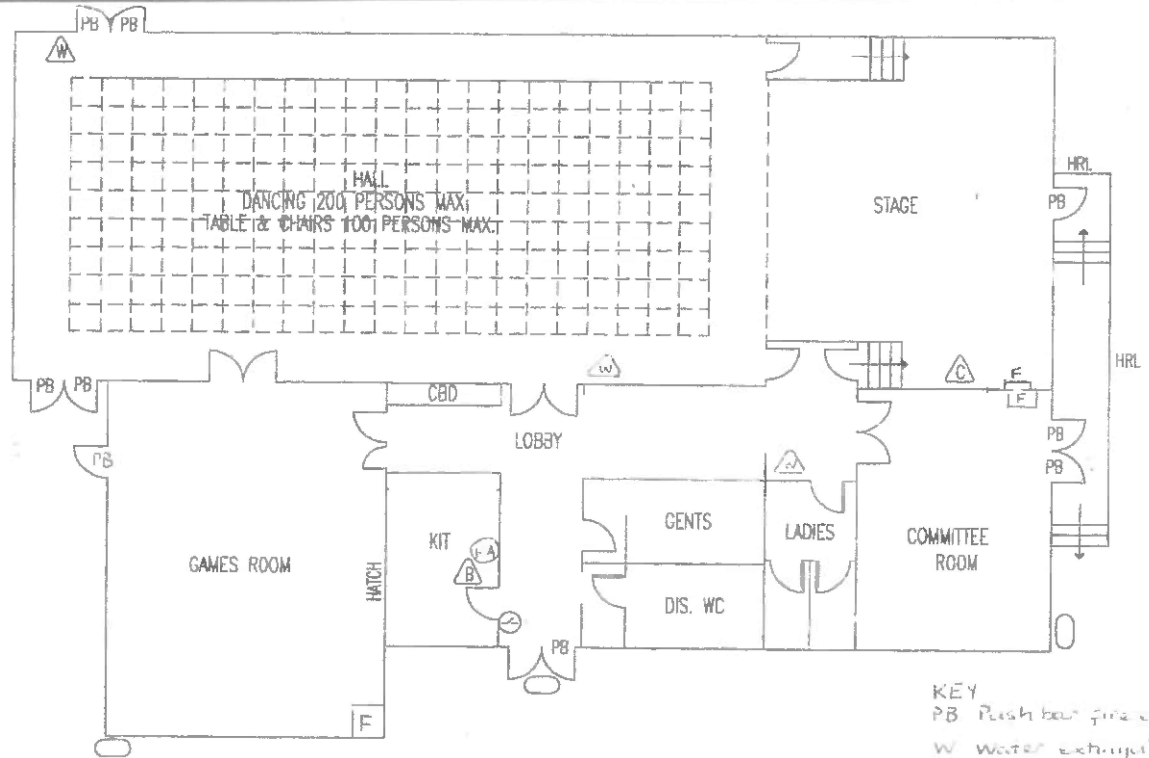 PB PB
W
HALL
DANCING 200 PERSONS MAX.
TABLE & CHAIRS 100 PERSONS MAX.
STAGE
HRL
PB
HRL
PB PB
W
C
F
F
CBD
LOBBY
PB
PB
PB
W
GAMES ROOM
HATCH
KIT
A
B
GENTS
LADIES
COMMITTEE
ROOM
DIS. WC
PB
F
KEY
PB Push bar fire
W Water